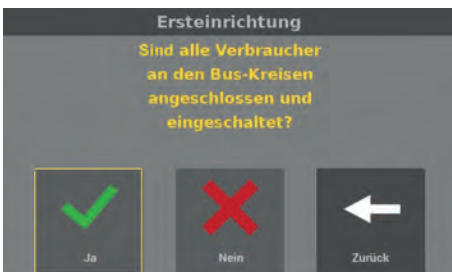 Ersteinrichtung
Sind alle Verbraucher
an den Bus-Kreisen
angeschlossen und
eingeschaltet?
Ja Nein Zurück